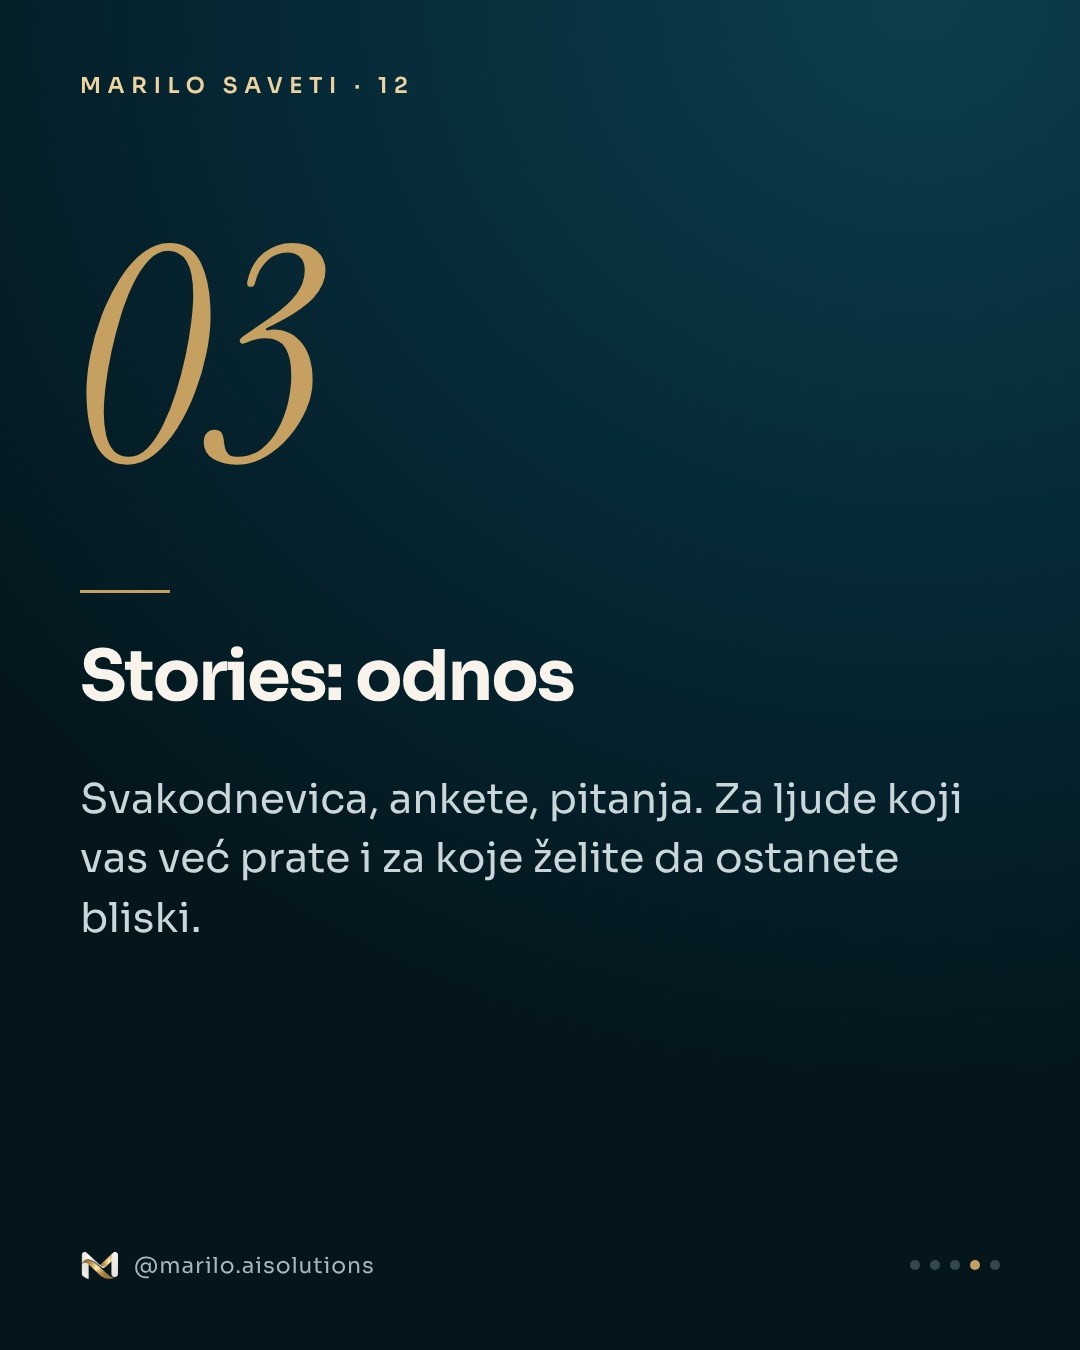 MARILO SAVETI · 12
03
Stories: odnos
Svakodnevica, ankete, pitanja. Za ljude koji
vas već prate i za koje želite da ostanete
bliski.
@marilo.aisolutions